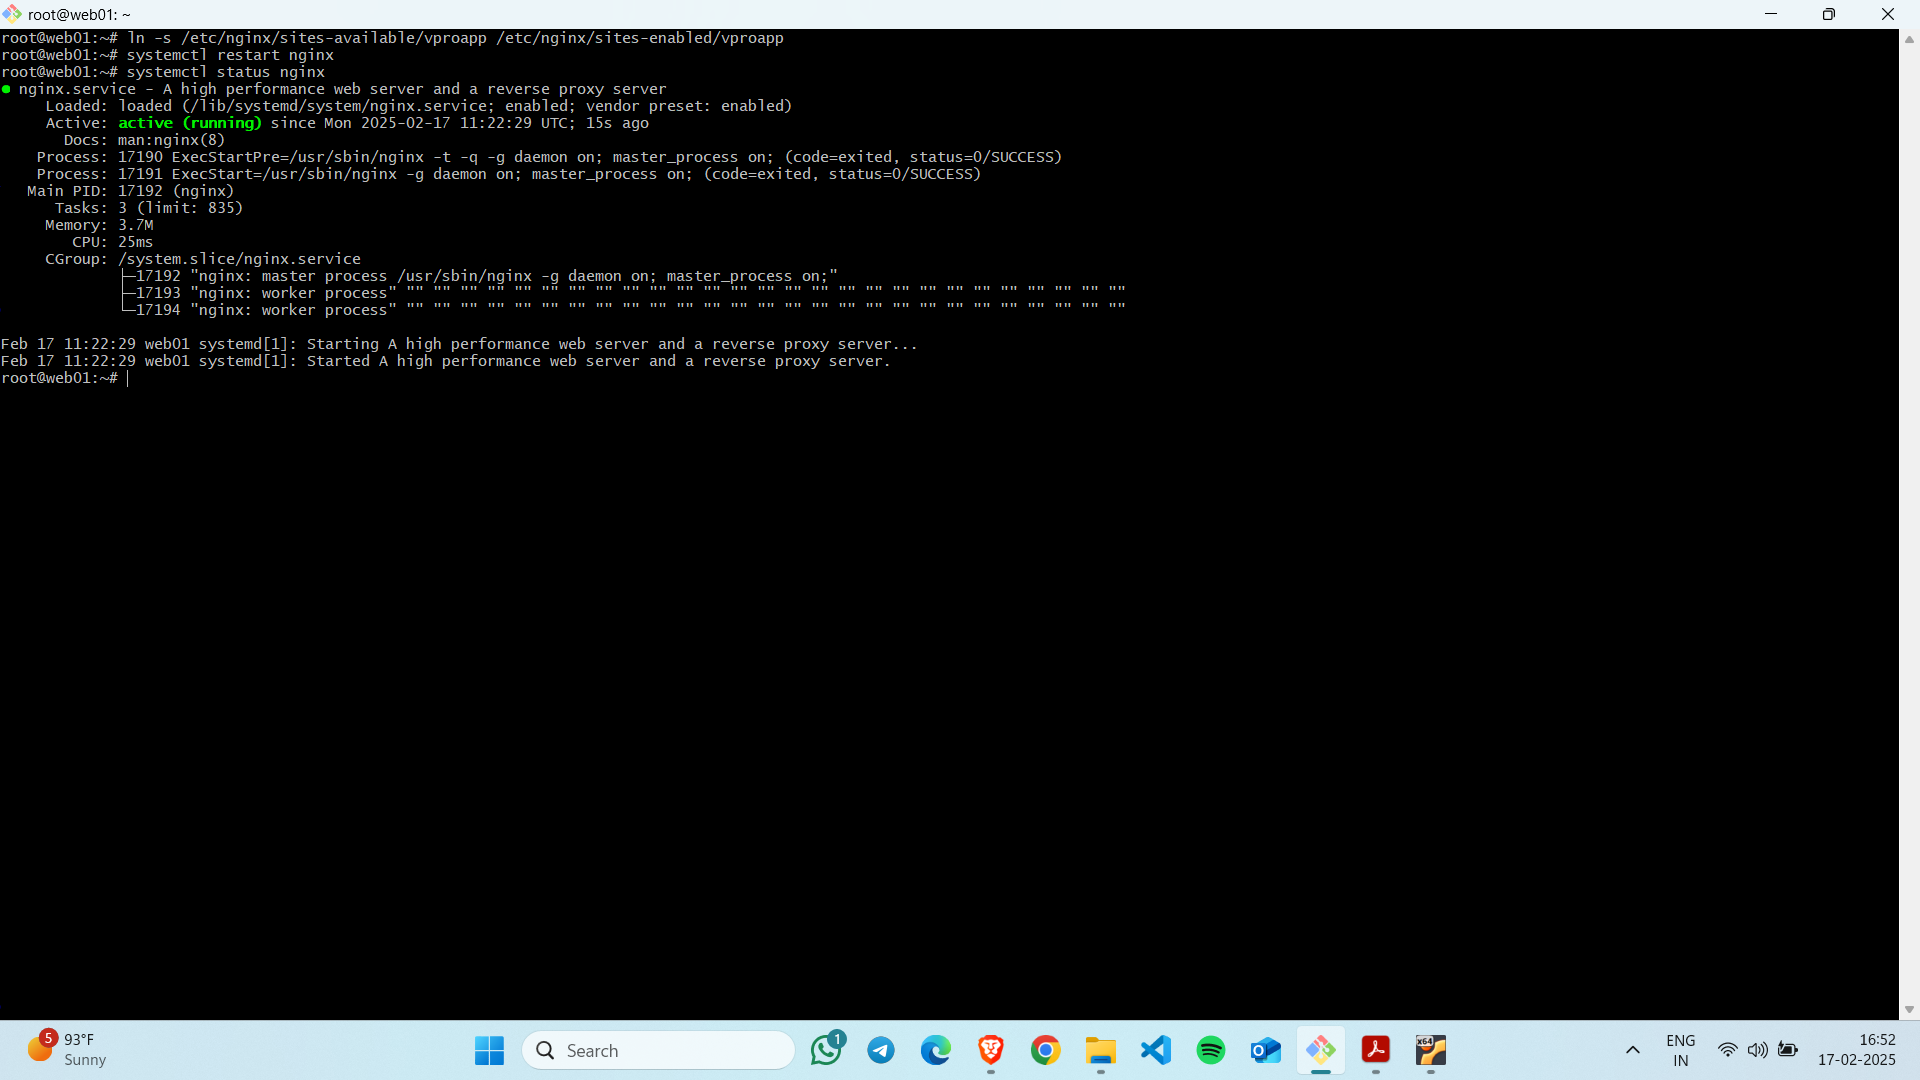 root@web01: ~
root@web01:~# ln -s /etc/nginx/sites-available/vproapp /etc/nginx/sites-enabled/vproapp
root@web01:~# systemctl restart nginx
root@web01:~# systemctl status nginx
● nginx.service - A high performance web server and a reverse proxy server
     Loaded: loaded (/lib/systemd/system/nginx.service; enabled; vendor preset: enabled)
     Active: active (running) since Mon 2025-02-17 11:22:29 UTC; 15s ago
       Docs: man:nginx(8)
    Process: 17190 ExecStartPre=/usr/sbin/nginx -t -q -g daemon on; master_process on; (code=exited, status=0/SUCCESS)
    Process: 17191 ExecStart=/usr/sbin/nginx -g daemon on; master_process on; (code=exited, status=0/SUCCESS)
   Main PID: 17192 (nginx)
      Tasks: 3 (limit: 835)
     Memory: 3.7M
        CPU: 25ms
     CGroup: /system.slice/nginx.service
             ├─17192 "nginx: master process /usr/sbin/nginx -g daemon on; master_process on;"
             ├─17193 "nginx: worker process" "" "" "" "" "" "" "" "" "" "" "" "" "" "" "" "" "" "" "" "" "" "" "" "" "" "" ""
             └─17194 "nginx: worker process" "" "" "" "" "" "" "" "" "" "" "" "" "" "" "" "" "" "" "" "" "" "" "" "" "" "" ""
Feb 17 11:22:29 web01 systemd[1]: Starting A high performance web server and a reverse proxy server...
Feb 17 11:22:29 web01 systemd[1]: Started A high performance web server and a reverse proxy server.
root@web01:~#
5
93°F
Sunny
Search
1
x64
ENG
IN
16:52
17-02-2025